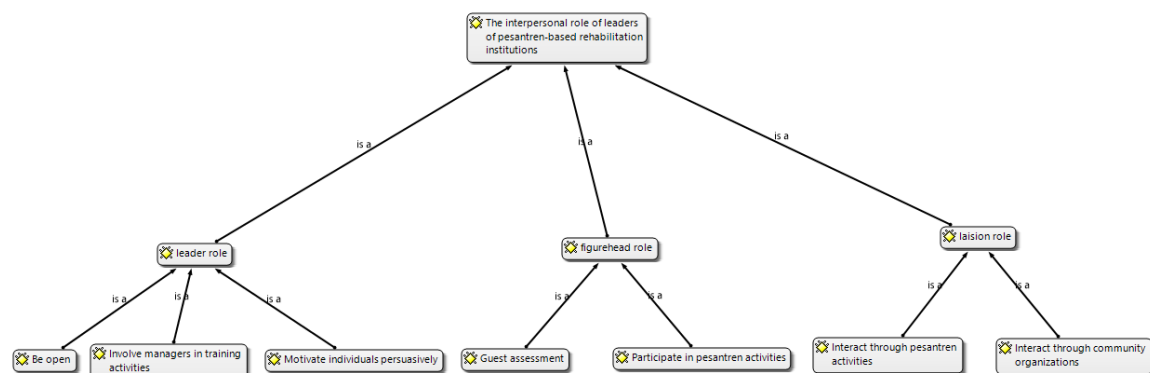 The interpersonal role of leaders
of pesantren-based rehabilitation
institutions
is a
is a
is a
leader role
figurehead role
laision role
is a
is a
is a
is a
is a
is a
is a
Be open
Involve managers in training
activities
Motivate individuals persuasively
Guest assessment
Participate in pesantren activities
Interact through pesantren
activities
Interact through community
organizations